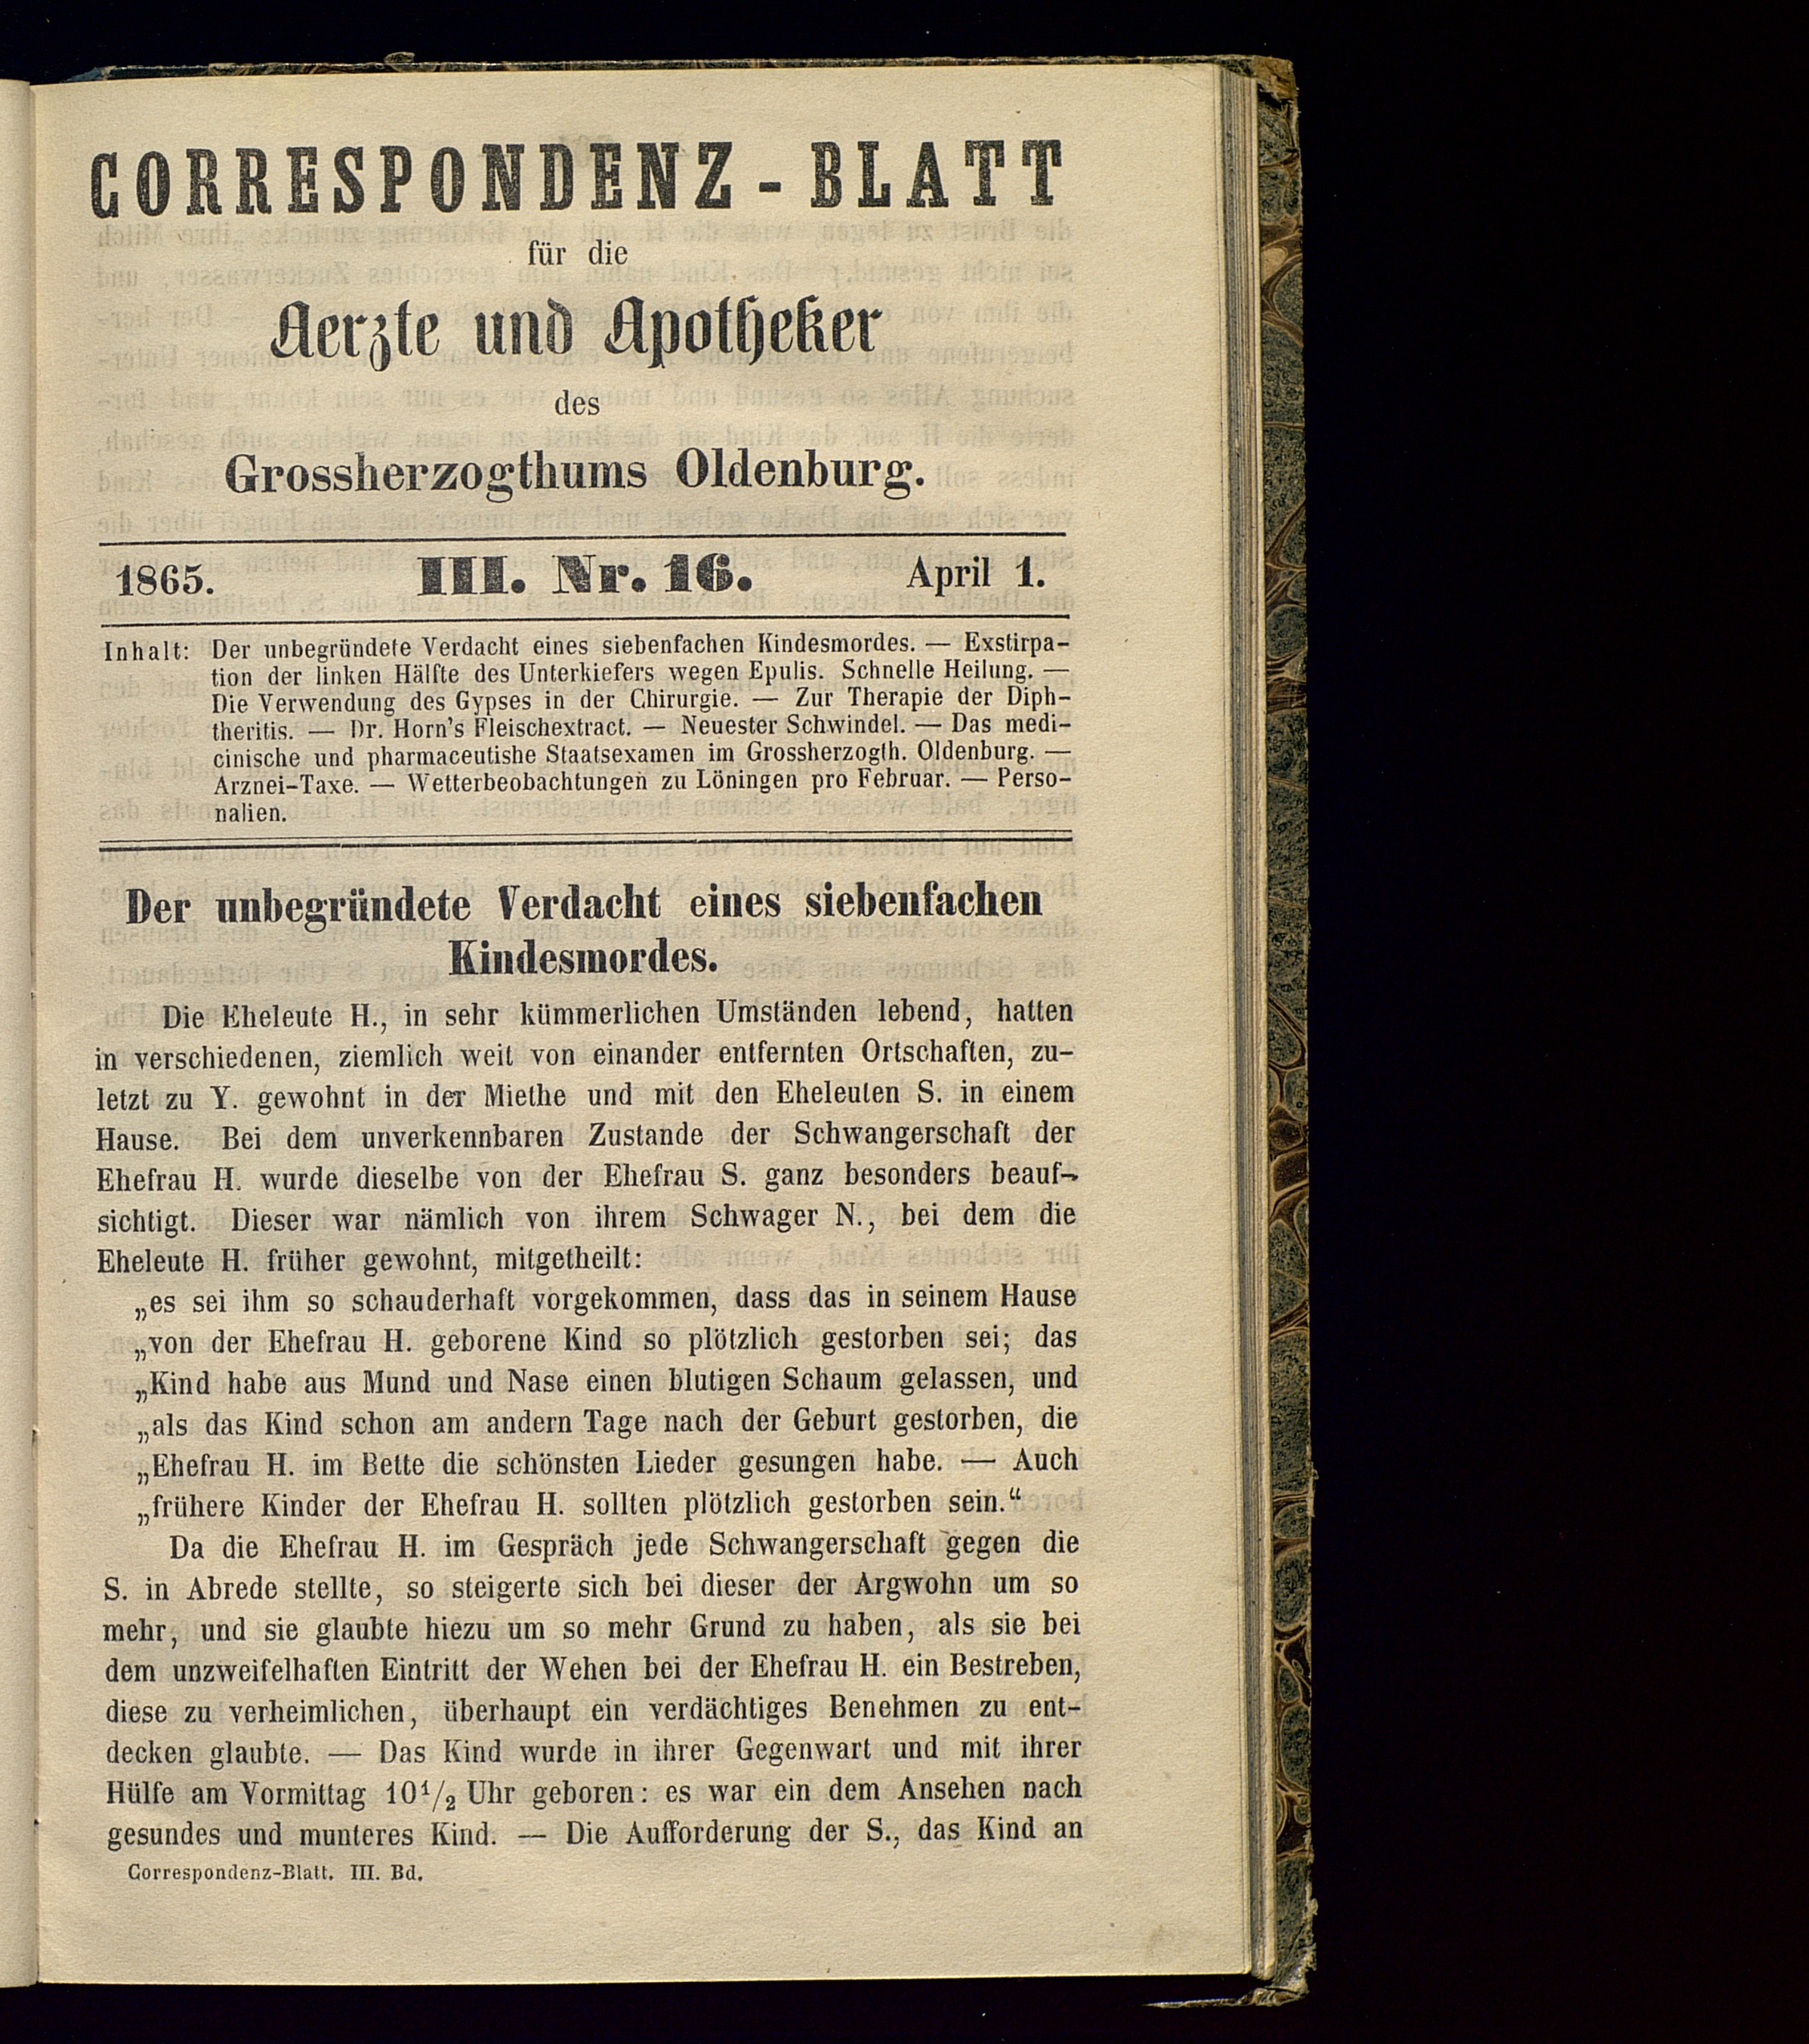 CORRESPONDENZ-BLATT
für die
Aerzte und Apotheker
des
Grossherzogthums Oldenburg.
1865. III. Nr. 16. April 1.
Inhalt: Der unbegründete Verdacht eines siebenfachen Kindesmordes. — Exstirpa-
tion der linken Hälfte des Unterkiefers wegen Epulis. Schnelle Heilung. —
Die Verwendung des Gypses in der Chirurgie. — Zur Therapie der Diph-
theritis. — Dr. Horn's Fleischextract. — Neuester Schwindel. — Das medi-
cinische und pharmaceutishe Staatsexamen im Grossherzogth. Oldenburg. —
Arznei-Taxe. — Wetterbeobachtungen zu Löningen pro Februar. — Perso-
nalien.
Der unbegründete Verdacht eines siebenfachen
Kindesmordes.
Die Eheleute H., in sehr kümmerlichen Umständen lebend, hatten
in verschiedenen, ziemlich weit von einander entfernten Ortschaften, zu-
letzt zu Y. gewohnt in der Miethe und mit den Eheleuten S. in einem
Hause. Bei dem unverkennbaren Zustande der Schwangerschaft der
Ehefrau H. wurde dieselbe von der Ehefrau S. ganz besonders beauf-
sichtigt. Dieser war nämlich von ihrem Schwager N., bei dem die
Eheleute H. früher gewohnt, mitgetheilt:
„es sei ihm so schauderhaft vorgekommen, dass das in seinem Hause
„von der Ehefrau H. geborene Kind so plötzlich gestorben sei; das
„Kind habe aus Mund und Nase einen blutigen Schaum gelassen, und
„als das Kind schon am andern Tage nach der Geburt gestorben, die
„Ehefrau H. im Bette die schönsten Lieder gesungen habe. — Auch
„frühere Kinder der Ehefrau H. sollten plötzlich gestorben sein.“
Da die Ehefrau H. im Gespräch jede Schwangerschaft gegen die
S. in Abrede stellte, so steigerte sich bei dieser der Argwohn um so
mehr, und sie glaubte hiezu um so mehr Grund zu haben, als sie bei
dem unzweifelhaften Eintritt der Wehen bei der Ehefrau H. ein Bestreben,
diese zu verheimlichen, überhaupt ein verdächtiges Benehmen zu ent-
decken glaubte. — Das Kind wurde in ihrer Gegenwart und mit ihrer
Hülfe am Vormittag 10½ Uhr geboren: es war ein dem Ansehen nach
gesundes und munteres Kind. — Die Aufforderung der S., das Kind an
Correspondenz-Blatt. III. Bd.